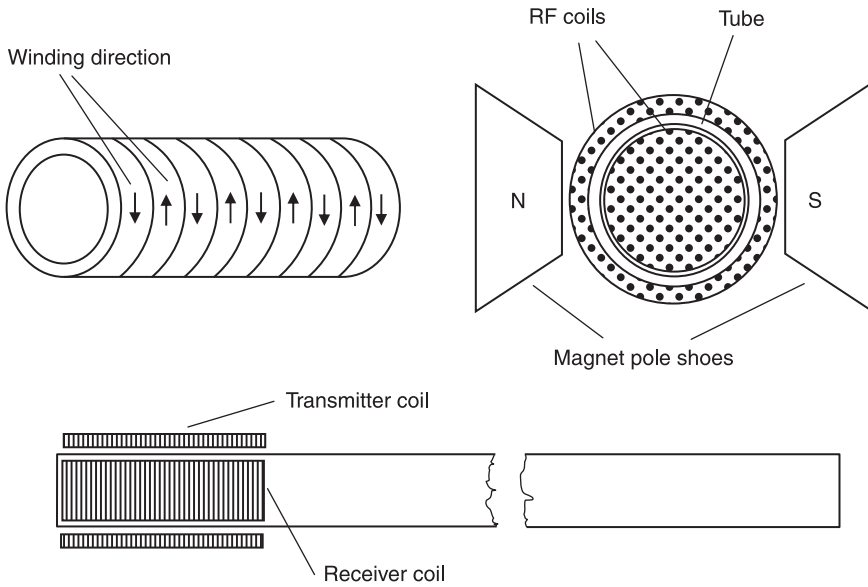 RF coils
Tube
Winding direction
N
S
Magnet pole shoes
Transmitter coil
Receiver coil